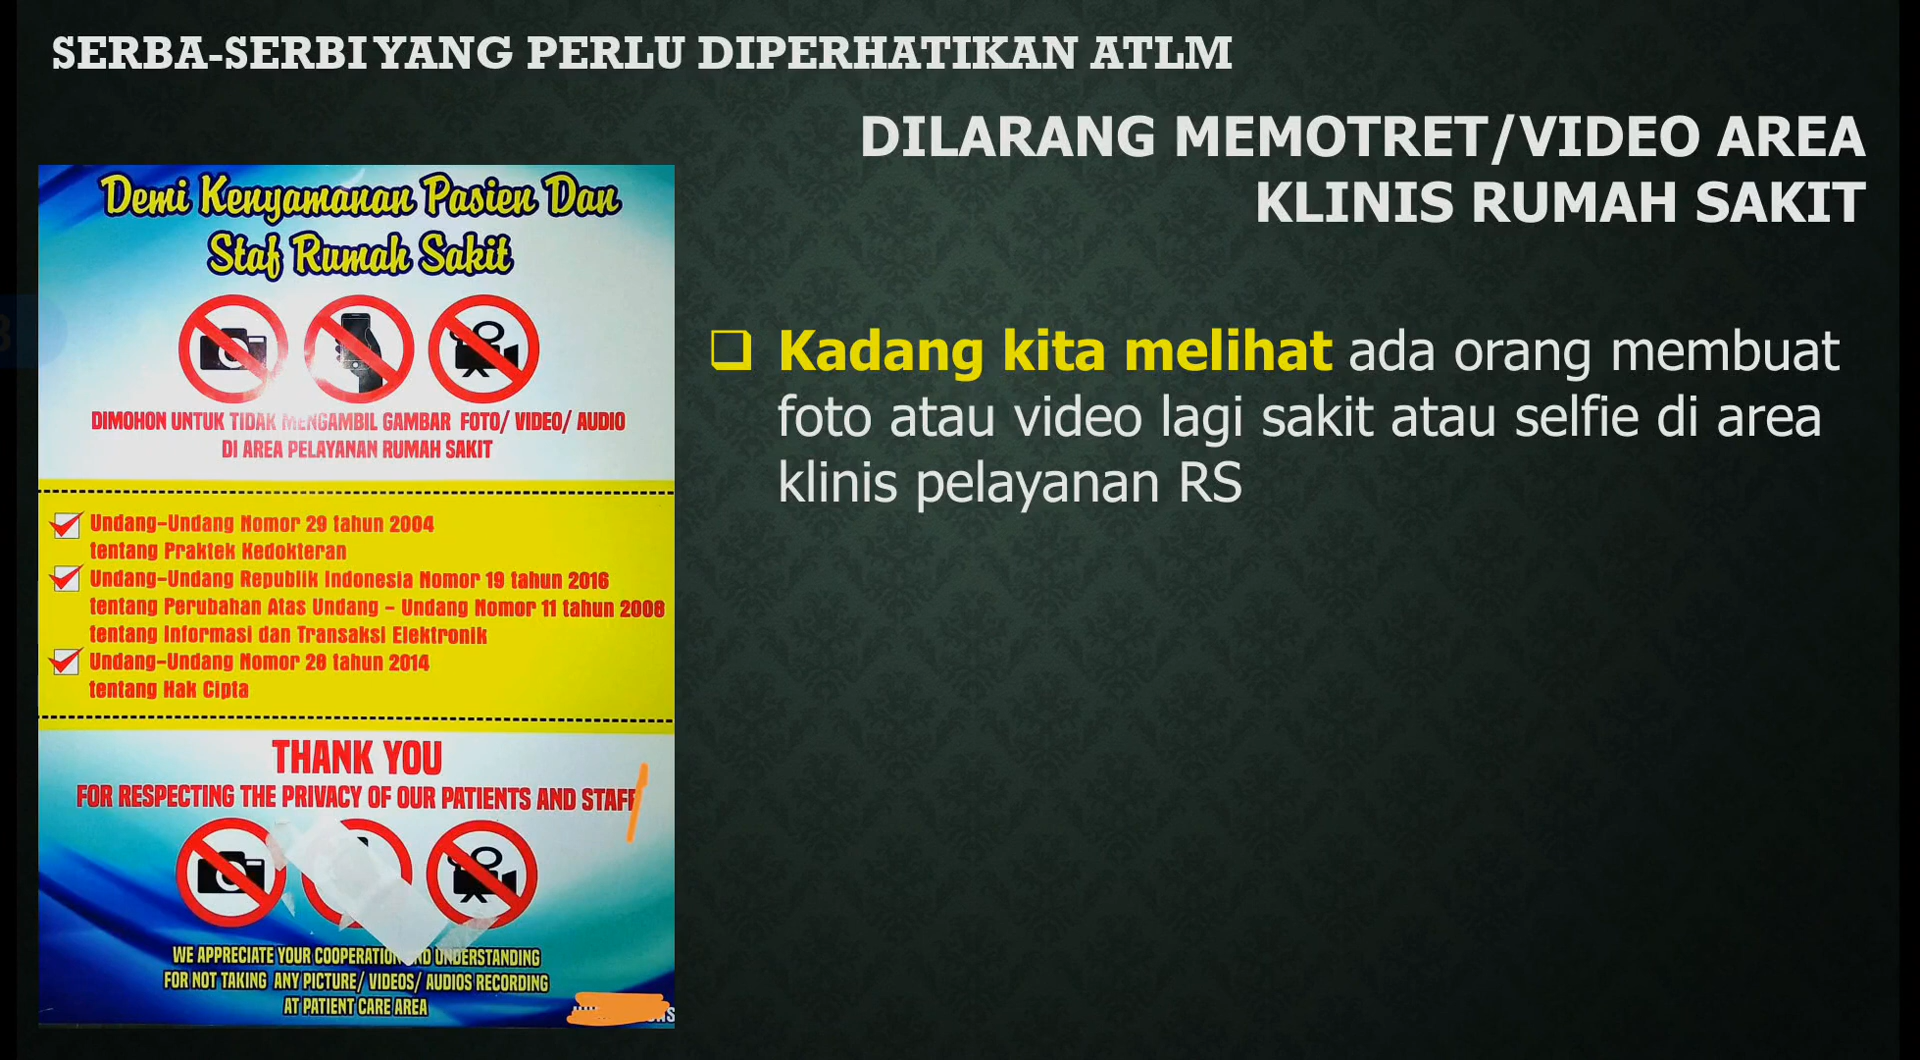 SERBA-SERBI YANG PERLU DIPERHATIKAN ATLM
DILARANG MEMOTRET/VIDEO AREA
KLINIS RUMAH SAKIT
Demi Kenyamanan Pasien Dan
Staf Rumah Sakit
DIMOHON UNTUK TIDAK MENGAMBIL GAMBAR FOTO/ VIDEO/ AUDIO
DI AREA PELAYANAN RUMAH SAKIT
Undang-Undang Nomor 29 tahun 2004
tentang Praktek Kedokteran
Undang-Undang Republik Indonesia Nomor 19 tahun 2016
tentang Perubahan Atas Undang - Undang Nomor 11 tahun 2008
tentang Informasi dan Transaksi Elektronik
Undang-Undang Nomor 28 tahun 2014
tentang Hak Cipta
THANK YOU
FOR RESPECTING THE PRIVACY OF OUR PATIENTS AND STAFF
WE APPRECIATE YOUR COOPERATION AND UNDERSTANDING
FOR NOT TAKING ANY PICTURE/ VIDEOS/ AUDIOS RECORDING
AT PATIENT CARE AREA
Kadang kita melihat ada orang membuat
foto atau video lagi sakit atau selfie di area
klinis pelayanan RS